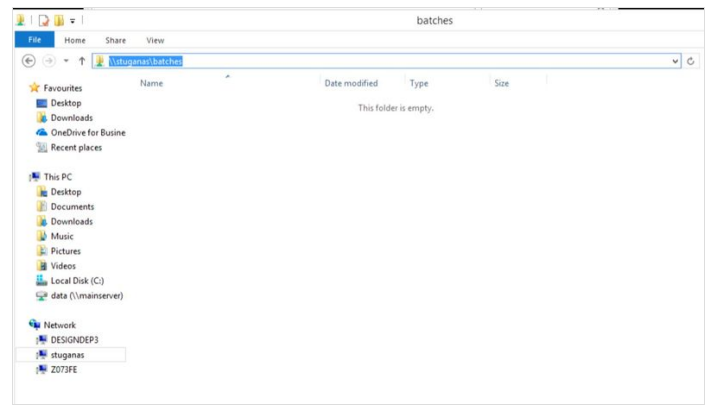 batches
File Home Share View
\\stuganas\batches
Name Date modified Type Size
This folder is empty.
Favourites
Desktop
Downloads
OneDrive for Busine
Recent places
This PC
Desktop
Documents
Downloads
Music
Pictures
Videos
Local Disk (C:)
data (\\mainserver)
Network
DESIGNDEP3
stuganas
Z073FE